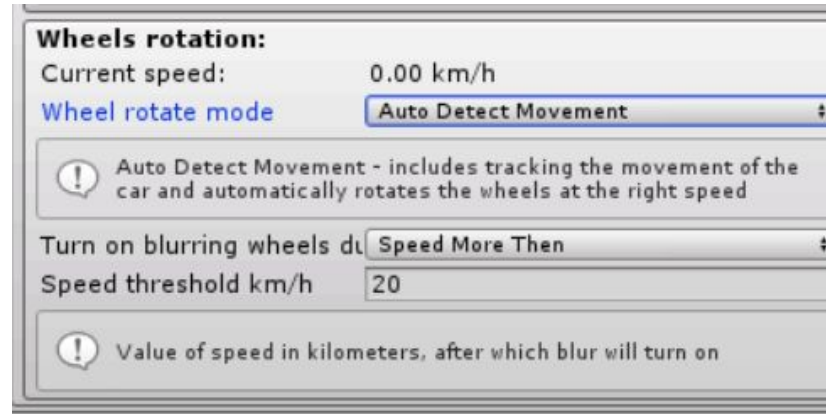 Wheels rotation:
Current speed: 0.00 km/h
Wheel rotate mode Auto Detect Movement
Auto Detect Movement - includes tracking the movement of the
car and automatically rotates the wheels at the right speed
Turn on blurring wheels du Speed More Then
Speed threshold km/h 20
Value of speed in kilometers, after which blur will turn on